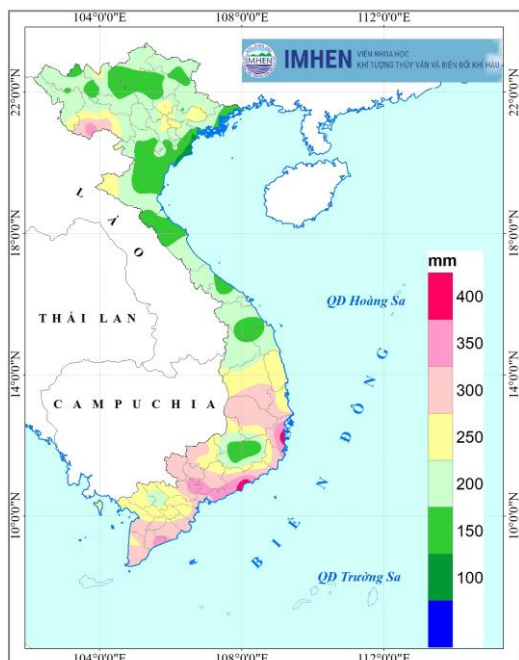 104°0'0"E 108°0'0"E 112°0'0"E
IMHEN VIỆN KHOA HỌC
KHÍ TƯỢNG THỦY VĂN VÀ BIẾN ĐỔI KHÍ HẬU
22°0'0"N
22°0'0"N
L À O
18°0'0"N
18°0'0"N
mm
400
QĐ Hoàng Sa
350
THÁI LAN
300
14°0'0"N
14°0'0"N
CAMPUCHIA
250
BIỂN ĐÔNG
200
10°0'0"N
10°0'0"N
150
QĐ Trường Sa
100
104°0'0"E 108°0'0"E 112°0'0"E